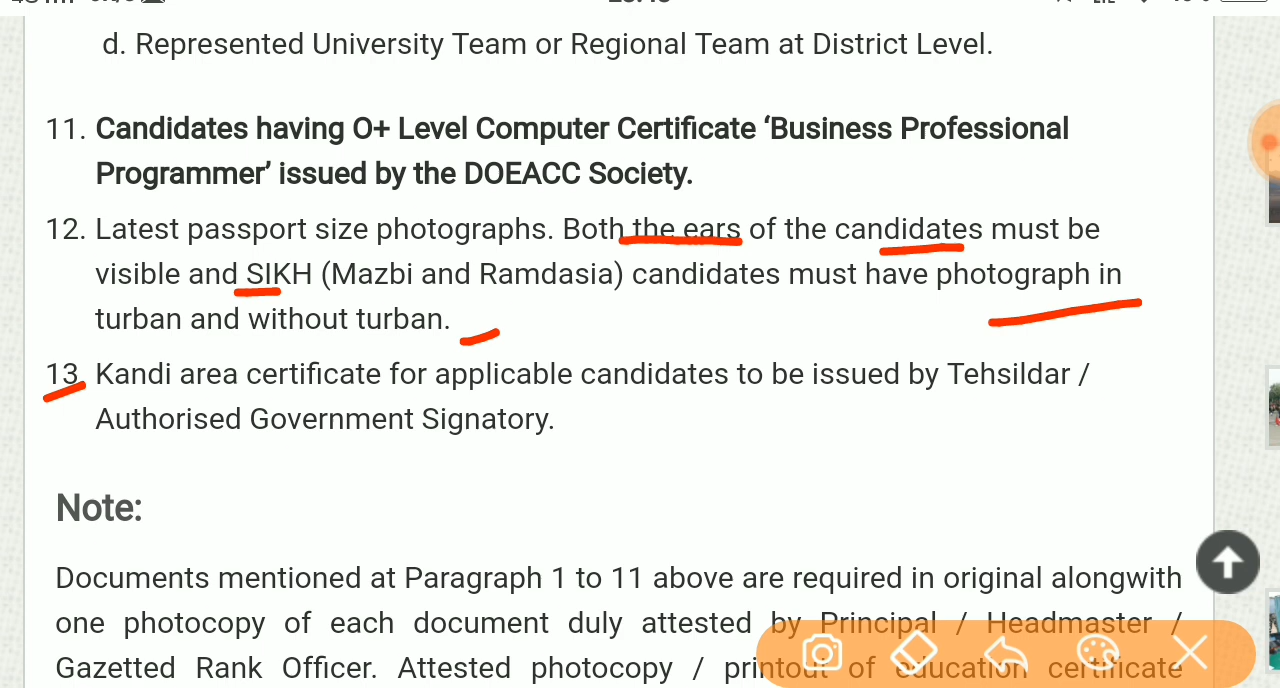 d. Represented University Team or Regional Team at District Level.
11. Candidates having O+ Level Computer Certificate ‘Business Professional
Programmer’ issued by the DOEACC Society.
12. Latest passport size photographs. Both the ears of the candidates must be
visible and SIKH (Mazbi and Ramdasia) candidates must have photograph in
turban and without turban.
13. Kandi area certificate for applicable candidates to be issued by Tehsildar /
Authorised Government Signatory.
Note:
Documents mentioned at Paragraph 1 to 11 above are required in original alongwith
one photocopy of each document duly attested by Principal / Headmaster /
Gazetted Rank Officer. Attested photocopy / printout of education certificate